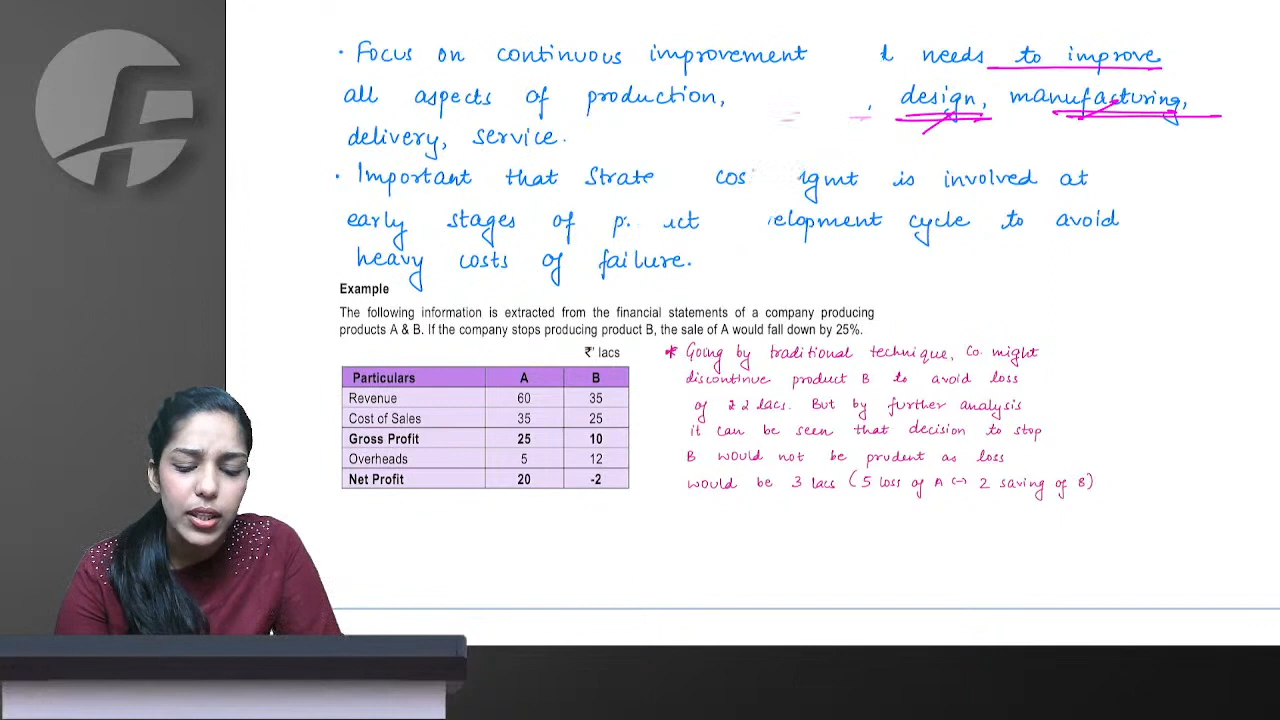 · Focus on continuous improvement & needs to improve
all aspects of production, , design, manufacturing,
delivery, service.
· Important that Strate cos mgmt is involved at
early stages of elopment cycle to avoid
heavy costs of failure.
Example
The following information is extracted from the financial statements of a company producing
products A & B. If the company stops producing product B, the sale of A would fall down by 25%.
₹' lacs
* Going by traditional technique, Co. might
discontinue product B to avoid loss
of ₹ 2 lacs. But by further analysis
it can be seen that decision to stop
B would not be prudent as loss
would be 3 lacs (5 loss of A (-) 2 saving of B)
Particulars A B
Revenue 60 35
Cost of Sales 35 25
Gross Profit 25 10
Overheads 5 12
Net Profit 20 -2